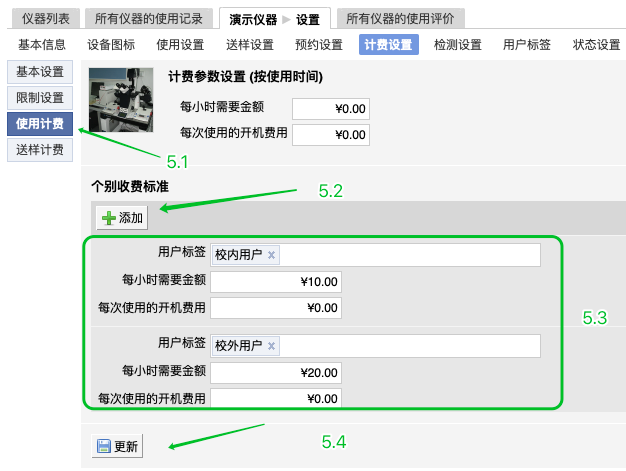 仪器列表 所有仪器的使用记录 演示仪器 ▶ 设置 所有仪器的使用评价
基本信息 设备图标 使用设置 送样设置 预约设置 计费设置 检测设置 用户标签 状态设置
基本设置
限制设置
使用计费
送样计费
5.1
计费参数设置 (按使用时间)
每小时需要金额 ¥0.00
每次使用的开机费用 ¥0.00
个别收费标准
5.2
添加
用户标签 校内用户 x
每小时需要金额 ¥10.00
每次使用的开机费用 ¥0.00
5.3
用户标签 校外用户 x
每小时需要金额 ¥20.00
每次使用的开机费用 ¥0.00
更新
5.4